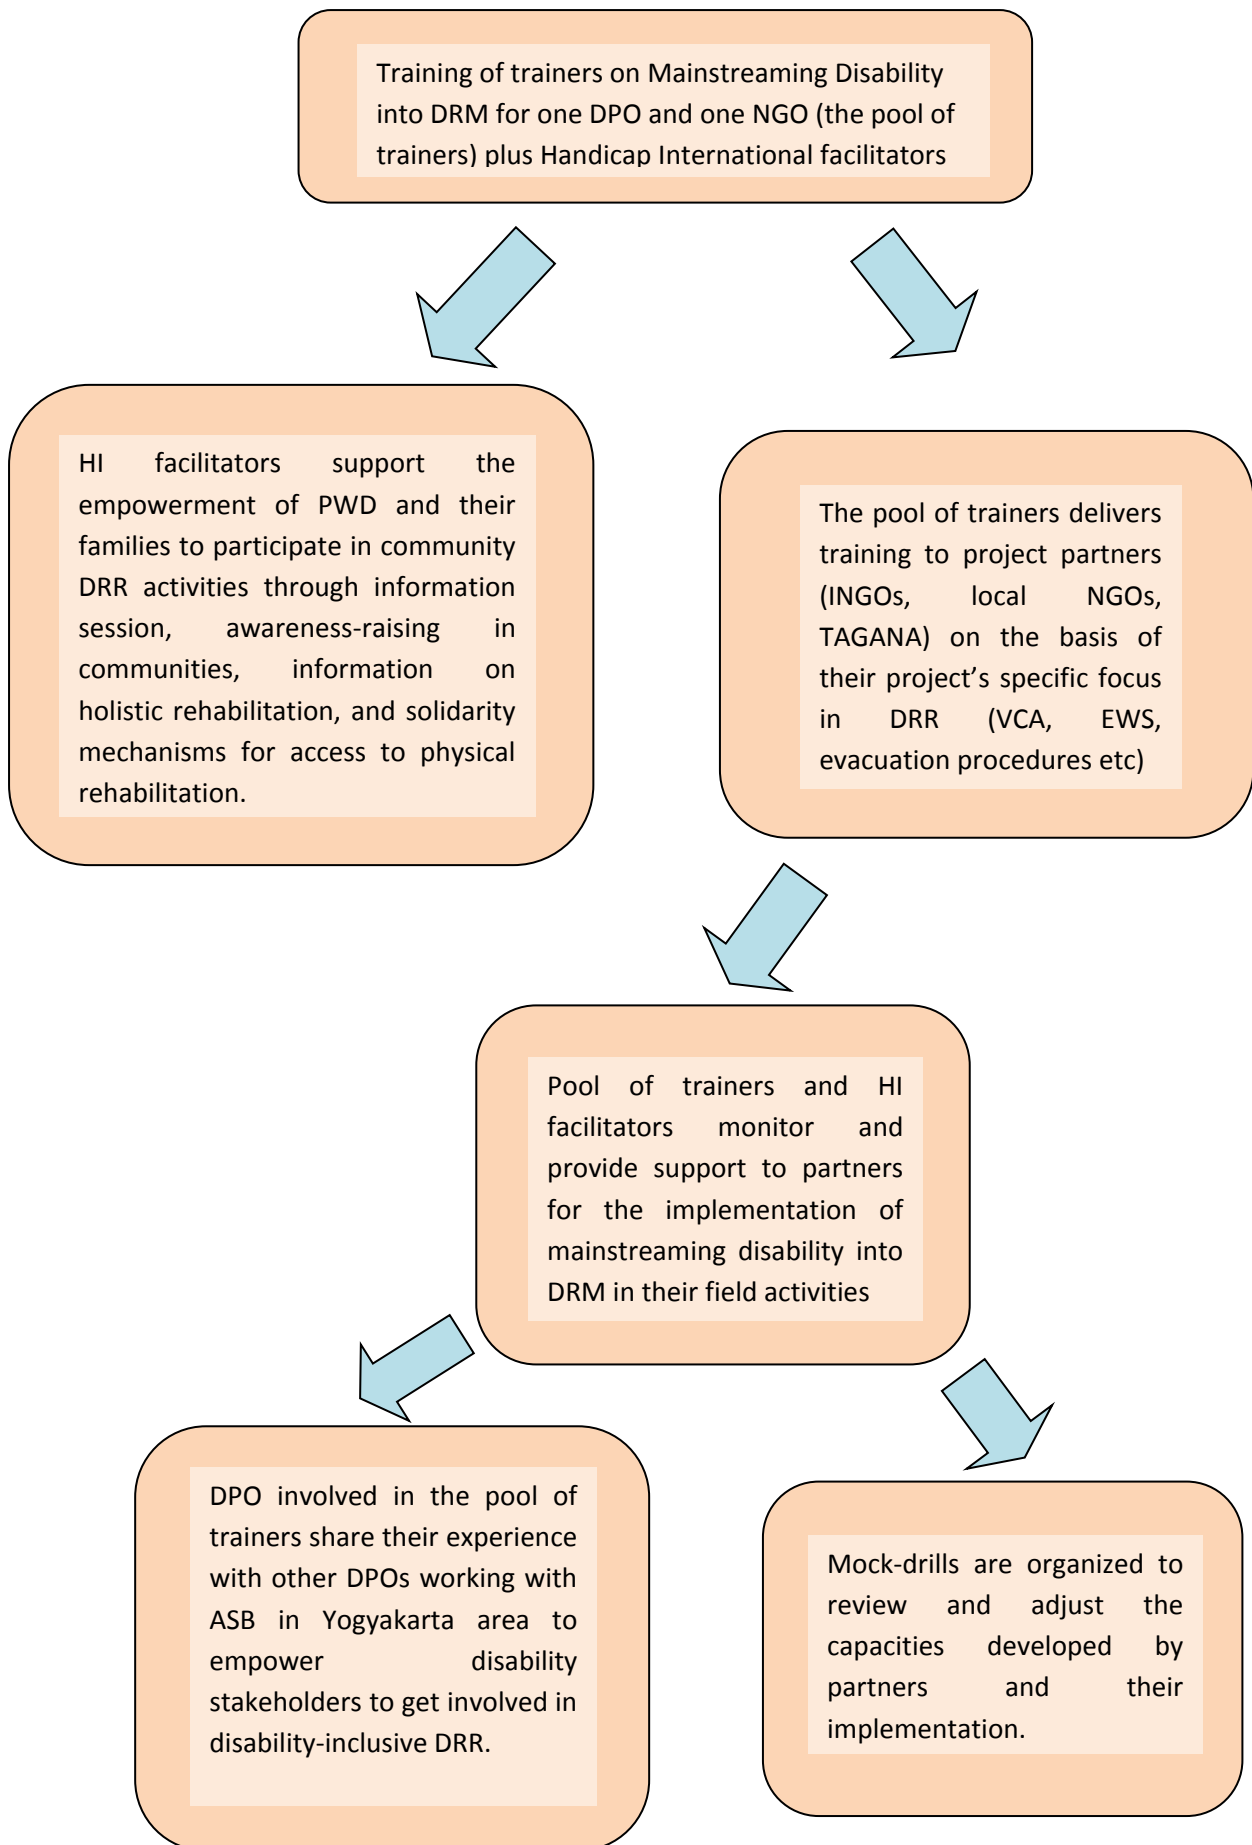 Training of trainers on Mainstreaming Disability
into DRM for one DPO and one NGO (the pool of
trainers) plus Handicap International facilitators
HI facilitators support the
empowerment of PWD and their
families to participate in community
DRR activities through information
session, awareness-raising in
communities, information on
holistic rehabilitation, and solidarity
mechanisms for access to physical
rehabilitation.
The pool of trainers delivers
training to project partners
(INGOs, local NGOs,
TAGANA) on the basis of
their project’s specific focus
in DRR (VCA, EWS,
evacuation procedures etc)
Pool of trainers and HI
facilitators monitor and
provide support to partners
for the implementation of
mainstreaming disability into
DRM in their field activities
DPO involved in the pool of
trainers share their experience
with other DPOs working with
ASB in Yogyakarta area to
empower disability
stakeholders to get involved in
disability-inclusive DRR.
Mock-drills are organized to
review and adjust the
capacities developed by
partners and their
implementation.